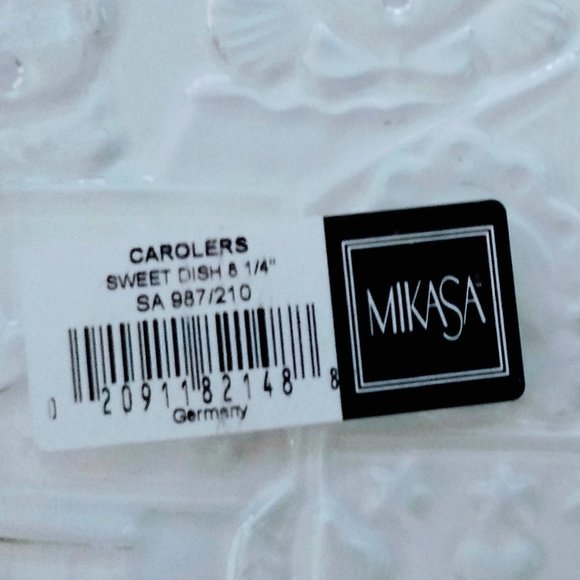 CAROLERS
SWEET DISH 8 1/4"
SA 987/210
0 20911 82148 8
Germany
MIKASA